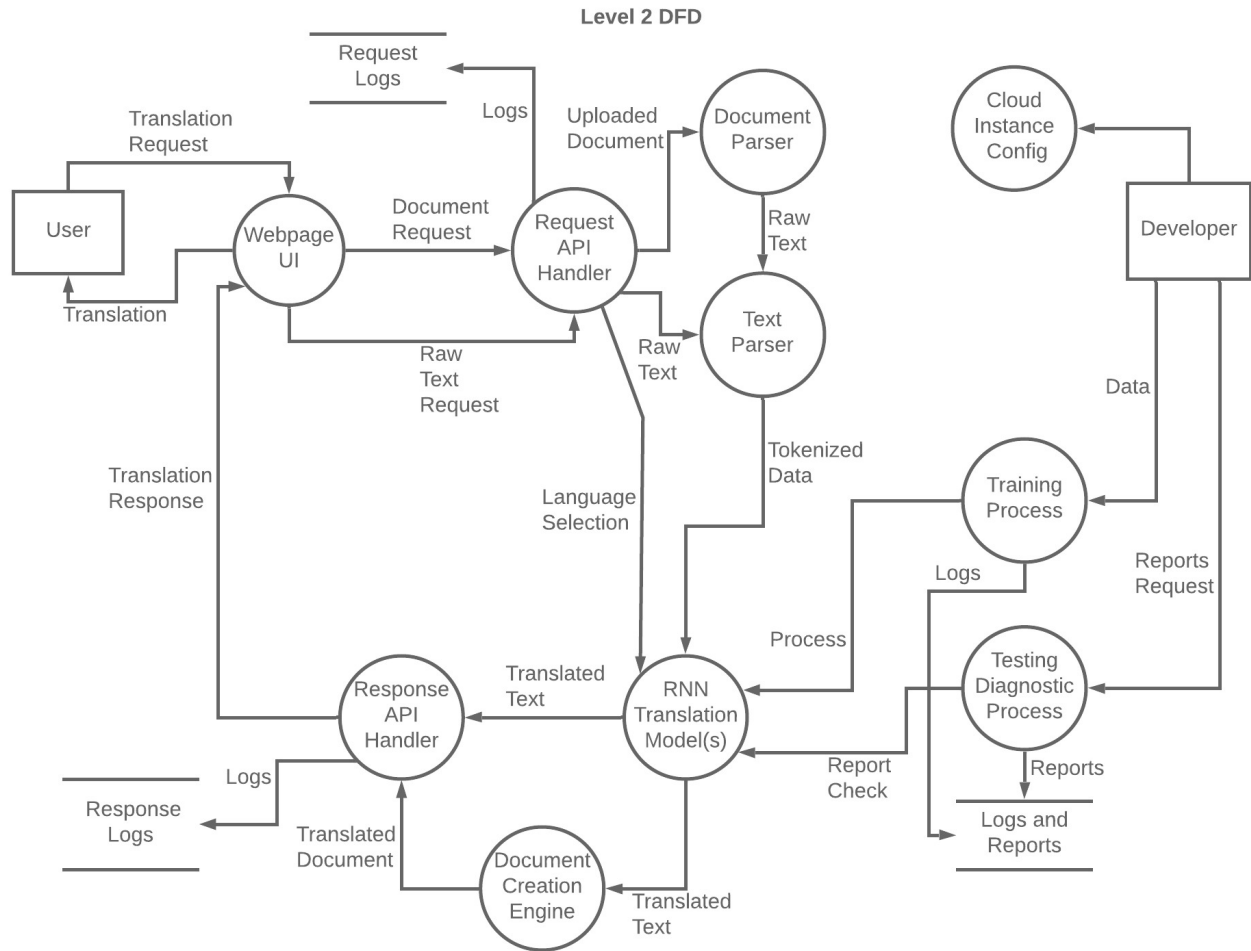 Level 2 DFD
Request
Logs
Logs
Uploaded
Document
Document
Parser
Cloud
Instance
Config
Translation
Request
User
Webpage
UI
Document
Request
Request
API
Handler
Raw
Text
Developer
Translation
Raw
Text
Request
Raw
Text
Text
Parser
Data
Translation
Response
Language
Selection
Tokenized
Data
Training
Process
Logs
Reports
Request
Process
Translated
Text
Response
API
Handler
RNN
Translation
Model(s)
Testing
Diagnostic
Process
Logs
Report
Check
Reports
Response
Logs
Translated
Document
Document
Creation
Engine
Translated
Text
Logs and
Reports